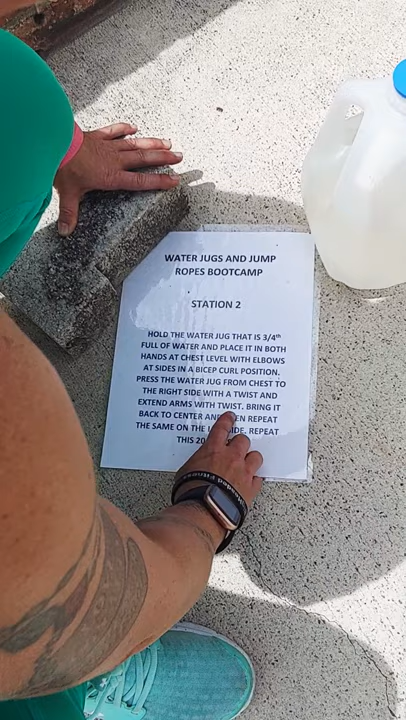 WATER JUGS AND JUMP
ROPES BOOTCAMP
STATION 2
HOLD THE WATER JUG THAT IS 3/4th
FULL OF WATER AND PLACE IT IN BOTH
HANDS AT CHEST LEVEL WITH ELBOWS
AT SIDES IN A BICEP CURL POSITION.
PRESS THE WATER JUG FROM CHEST TO
THE RIGHT SIDE WITH A TWIST AND
EXTEND ARMS WITH TWIST. BRING IT
BACK TO CENTER AND REPEAT
THE SAME ON THE SIDE. REPEAT
THIS 20